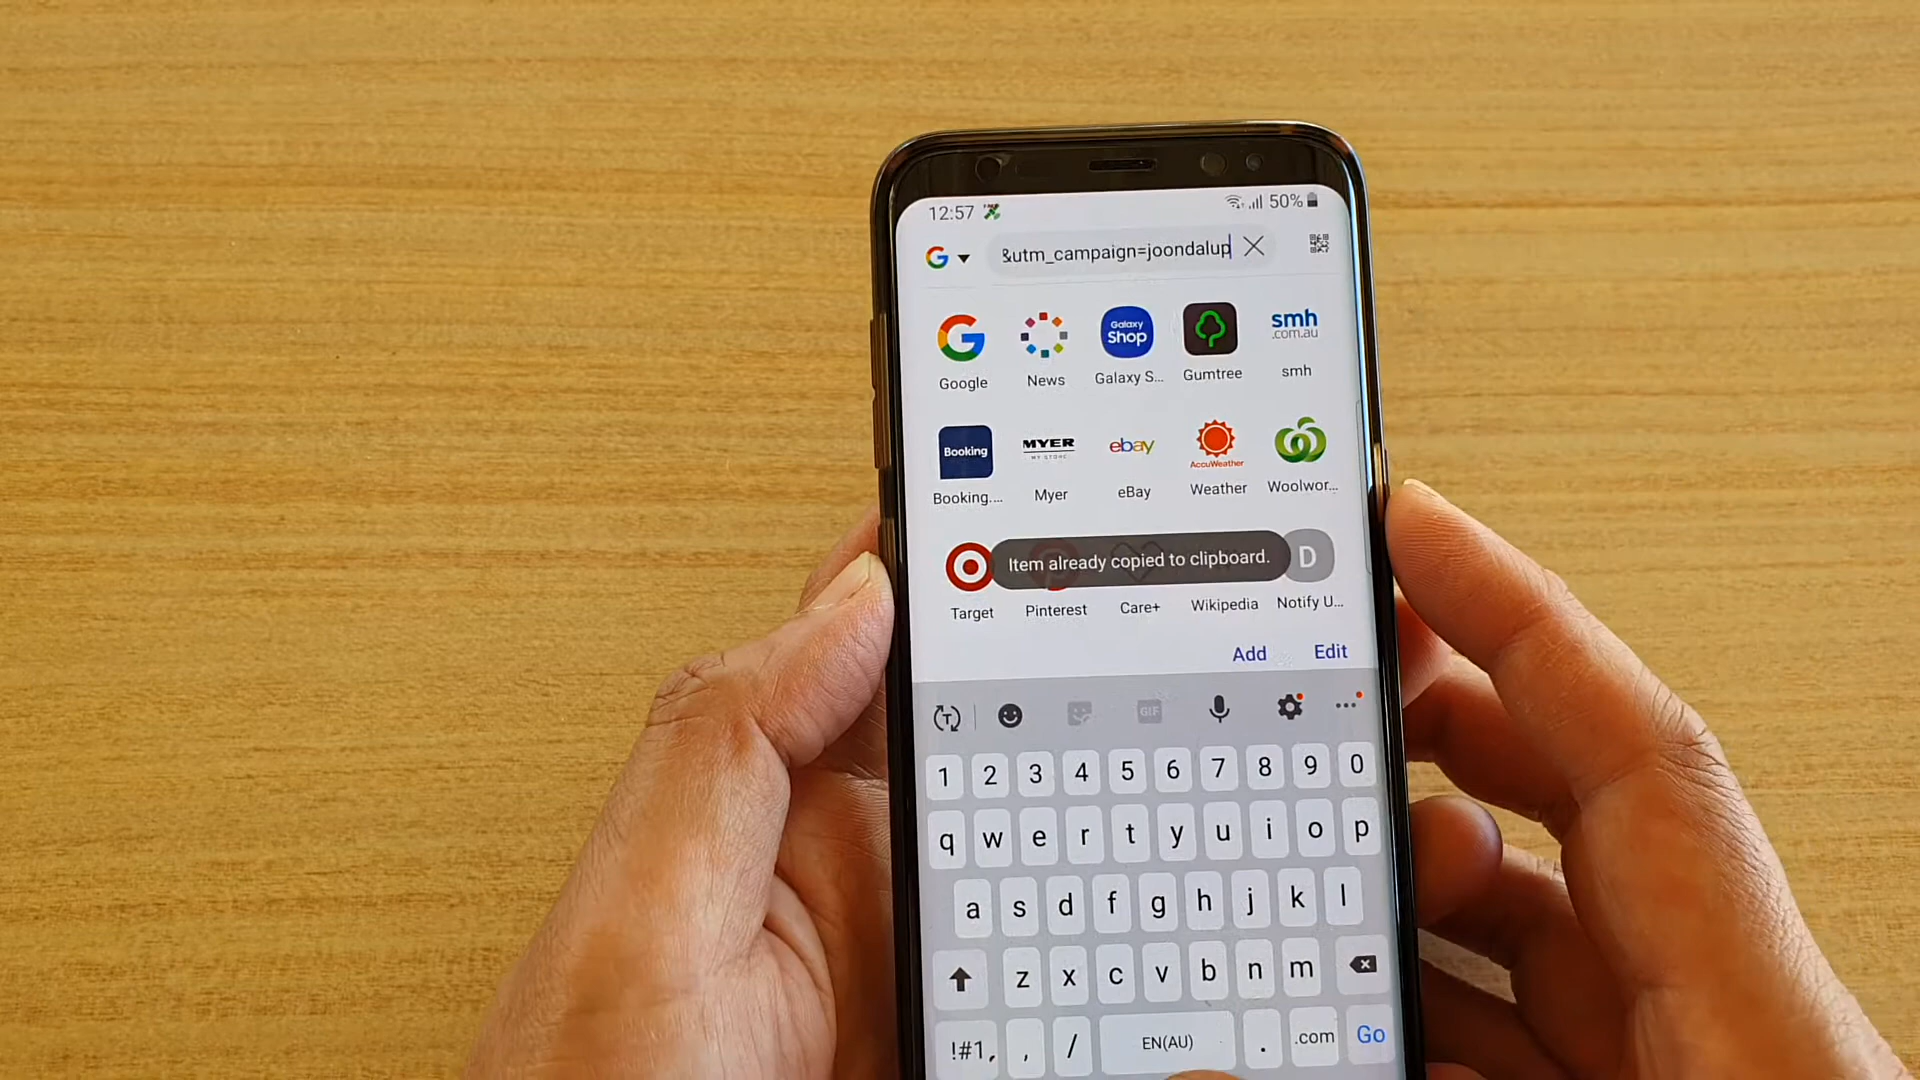 12:57 50%
&utm_campaign=joondalup
Galaxy Shop smh .com.au
Google News Galaxy S... Gumtree smh
Booking MYER MY STORE ebay AccuWeather
Booking.... Myer eBay Weather Woolwor...
Item already copied to clipboard. D
Target Pinterest Care+ Wikipedia Notify U...
Add Edit
T GIF
1 2 3 4 5 6 7 8 9 0
q w e r t y u i o p
a s d f g h j k l
z x c v b n m
!#1, , / EN(AU) . .com Go